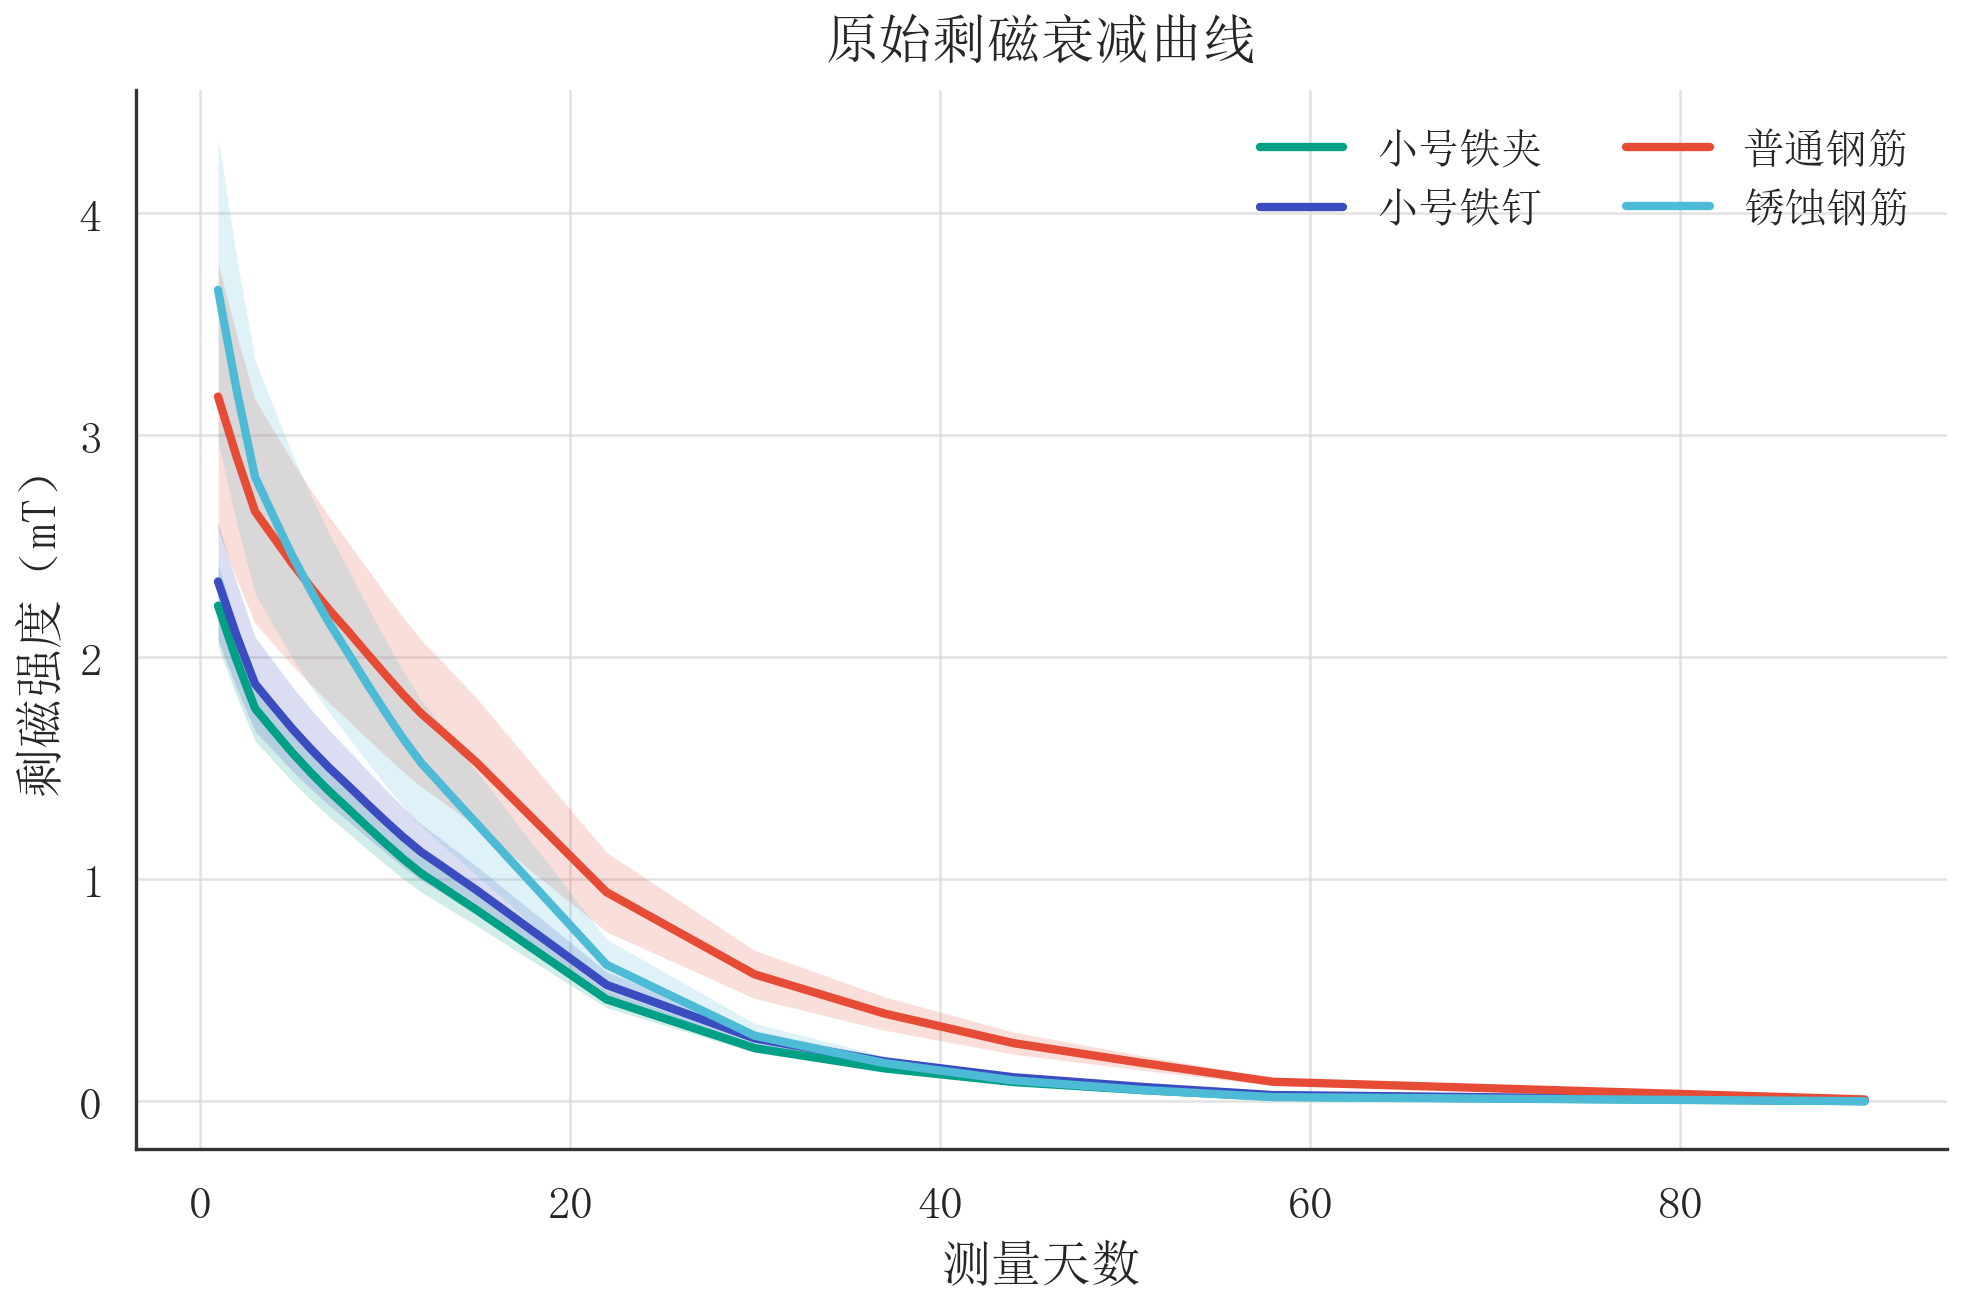 原始剩磁衰减曲线
小号铁夹
小号铁钉
普通钢筋
锈蚀钢筋
剩磁强度（mT）
4
3
2
1
0
0 20 40 60 80
测量天数